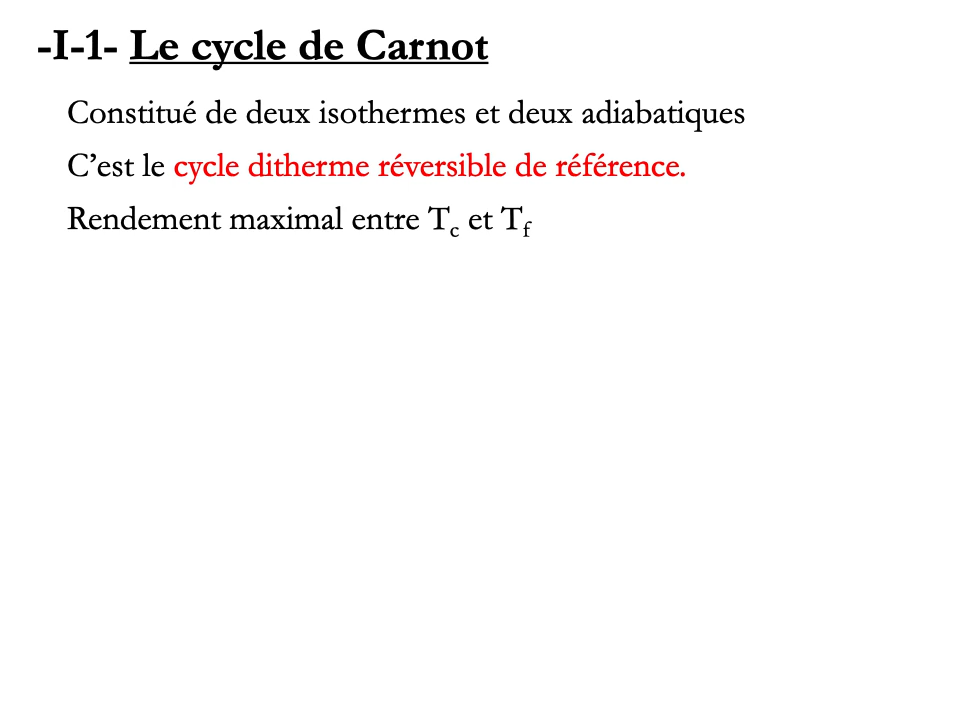 -I-1- Le cycle de Carnot
Constitué de deux isothermes et deux adiabatiques
C’est le cycle ditherme réversible de référence.
Rendement maximal entre Tc et Tf